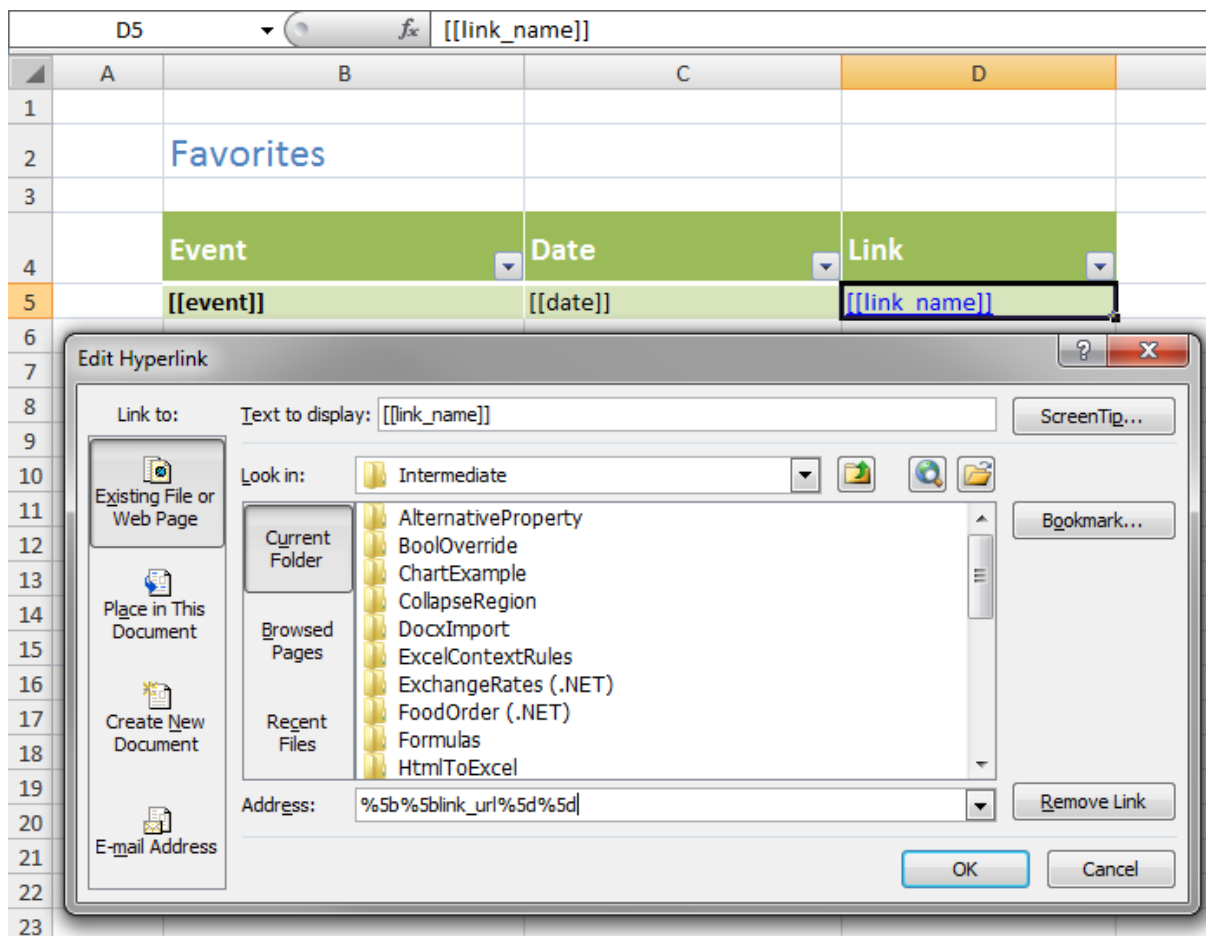 D5 fx [[link_name]]
A B C D
1
2 Favorites
3
4 Event Date Link
5 [[event]] [[date]] [[link_name]]
6
7
8
9
10
11
12
13
14
15
16
17
18
19
20
21
22
23
Edit Hyperlink ? X
Link to: Text to display: [[link_name]] ScreenTip...
Existing File or
Web Page
Place in This
Document
Create New
Document
E-mail Address
Look in: Intermediate
Current
Folder
Browsed
Pages
Recent
Files
AlternativeProperty
BoolOverride
ChartExample
CollapseRegion
DocxImport
ExcelContextRules
ExchangeRates (.NET)
FoodOrder (.NET)
Formulas
HtmlToExcel
Bookmark...
Address: %5b%5blink_url%5d%5d Remove Link
OK Cancel